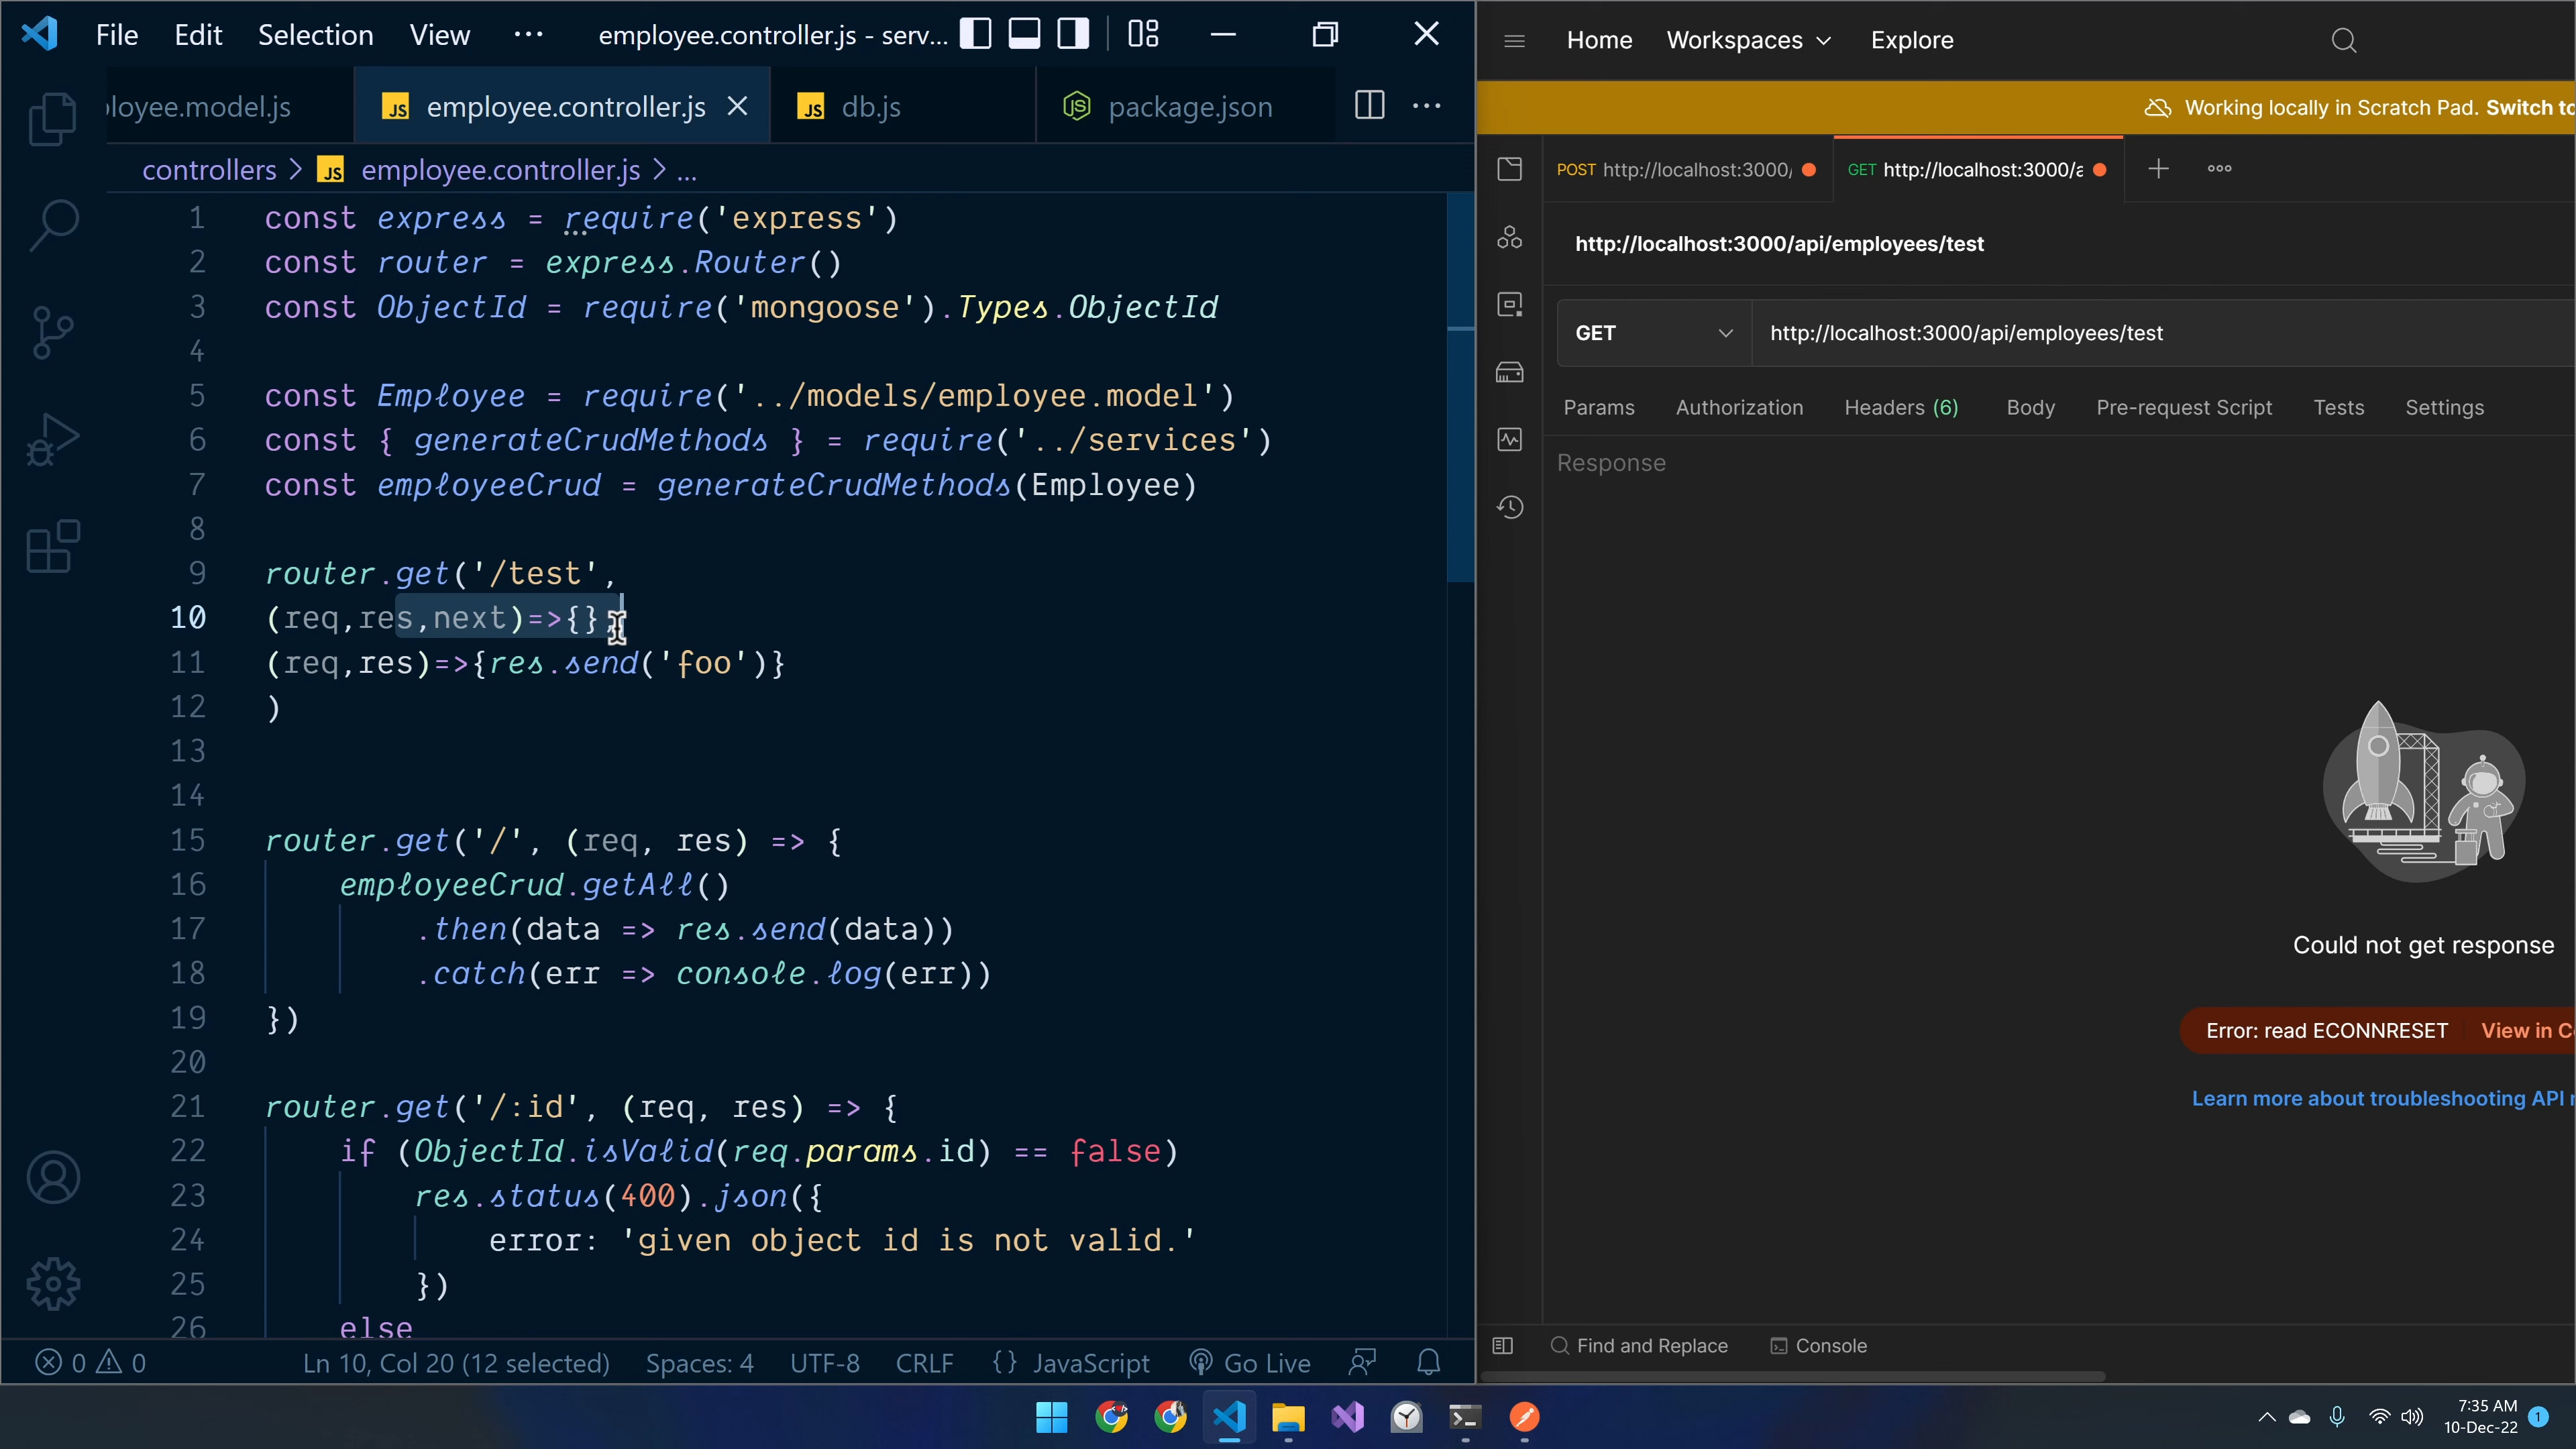 File Edit Selection View ··· employee.controller.js - serv...
ployee.model.js employee.controller.js db.js package.json
controllers > employee.controller.js > ...
1 const express = require('express')
2 const router = express.Router()
3 const ObjectId = require('mongoose').Types.ObjectId
4
5 const Employee = require('../models/employee.model')
6 const { generateCrudMethods } = require('../services')
7 const employeeCrud = generateCrudMethods(Employee)
8
9 router.get('/test',
10 (req,res,next)=>{},
11 (req,res)=>{res.send('foo')}
12 )
13
14
15 router.get('/', (req, res) => {
16 employeeCrud.getAll()
17 .then(data => res.send(data))
18 .catch(err => console.log(err))
19 })
20
21 router.get('/:id', (req, res) => {
22 if (ObjectId.isValid(req.params.id) == false)
23 res.status(400).json({
24 error: 'given object id is not valid.'
25 })
26 else
0 0 Ln 10, Col 20 (12 selected) Spaces: 4 UTF-8 CRLF {} JavaScript Go Live
Home Workspaces Explore
Working locally in Scratch Pad. Switch to
POST http://localhost:3000/ GET http://localhost:3000/a
http://localhost:3000/api/employees/test
GET http://localhost:3000/api/employees/test
Params Authorization Headers (6) Body Pre-request Script Tests Settings
Response
Could not get response
Error: read ECONNRESET View in C
Learn more about troubleshooting API r
Find and Replace Console
7:35 AM
10-Dec-22 1